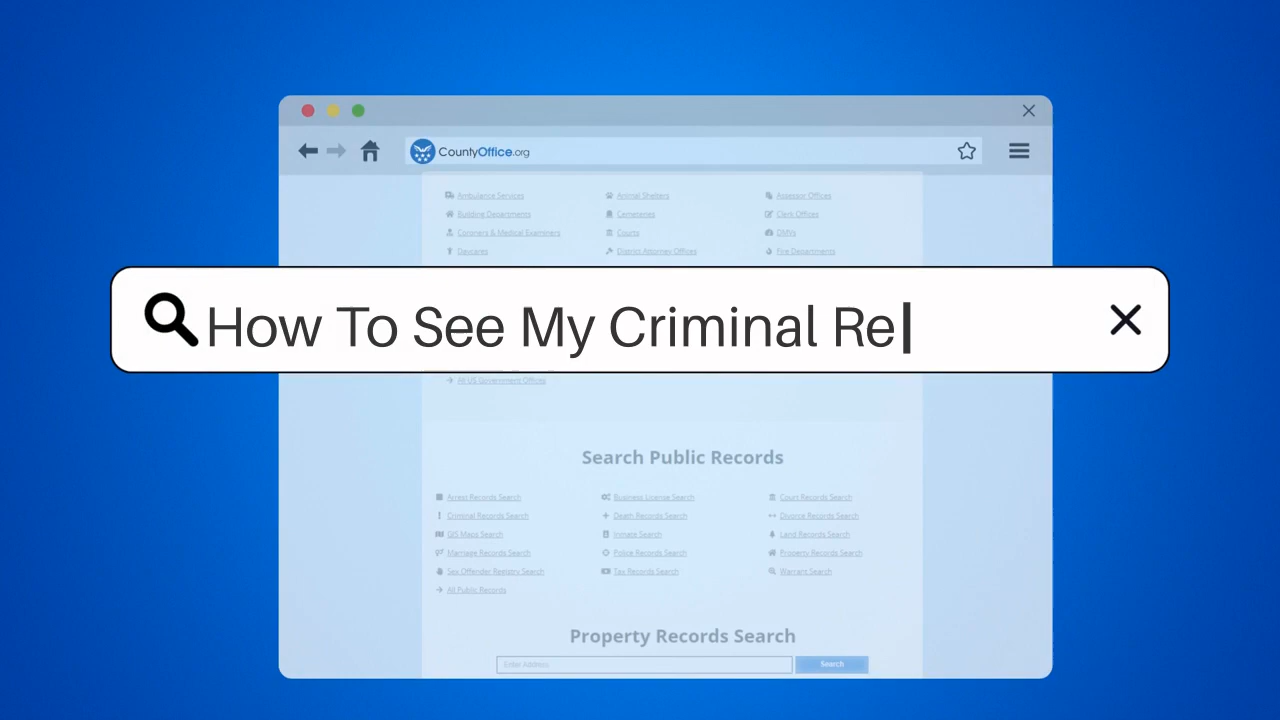 CountyOffice.org
Ambulance Services Animal Shelters Assessor Offices
Building Departments Cemeteries Clerk Offices
Coroners & Medical Examiners Courts DMVs
Daycares District Attorney Offices Fire Departments
How To See My Criminal Re
All US Government Offices
Search Public Records
Arrest Records Search Business License Search Court Records Search
Criminal Records Search Death Records Search Divorce Records Search
GIS Maps Search Inmate Search Land Records Search
Marriage Records Search Police Records Search Property Records Search
Sex Offender Registry Search Tax Records Search Warrant Search
All Public Records
Property Records Search
Enter Address Search